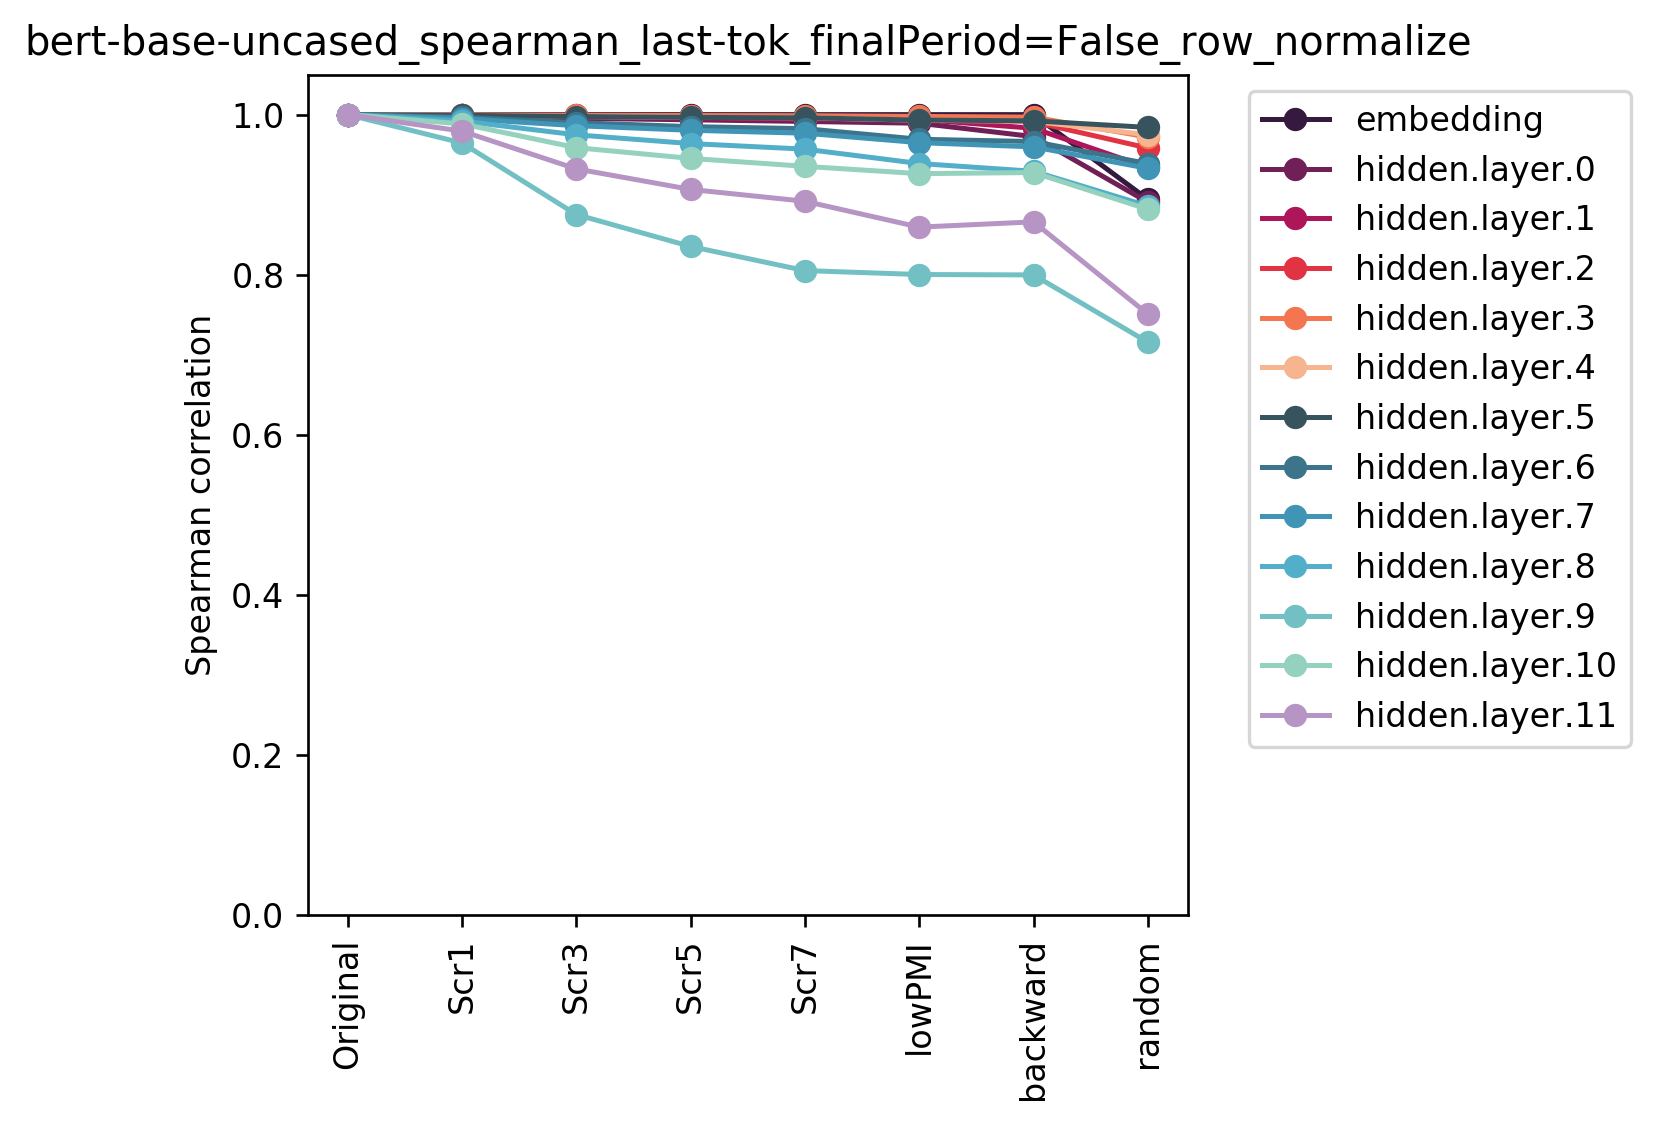 bert-base-uncased_spearman_last-tok_finalPeriod=False_row_normalize
Spearman correlation
1.0
0.8
0.6
0.4
0.2
0.0
Original
Scr1
Scr3
Scr5
Scr7
lowPMI
backward
random
embedding
hidden.layer.0
hidden.layer.1
hidden.layer.2
hidden.layer.3
hidden.layer.4
hidden.layer.5
hidden.layer.6
hidden.layer.7
hidden.layer.8
hidden.layer.9
hidden.layer.10
hidden.layer.11